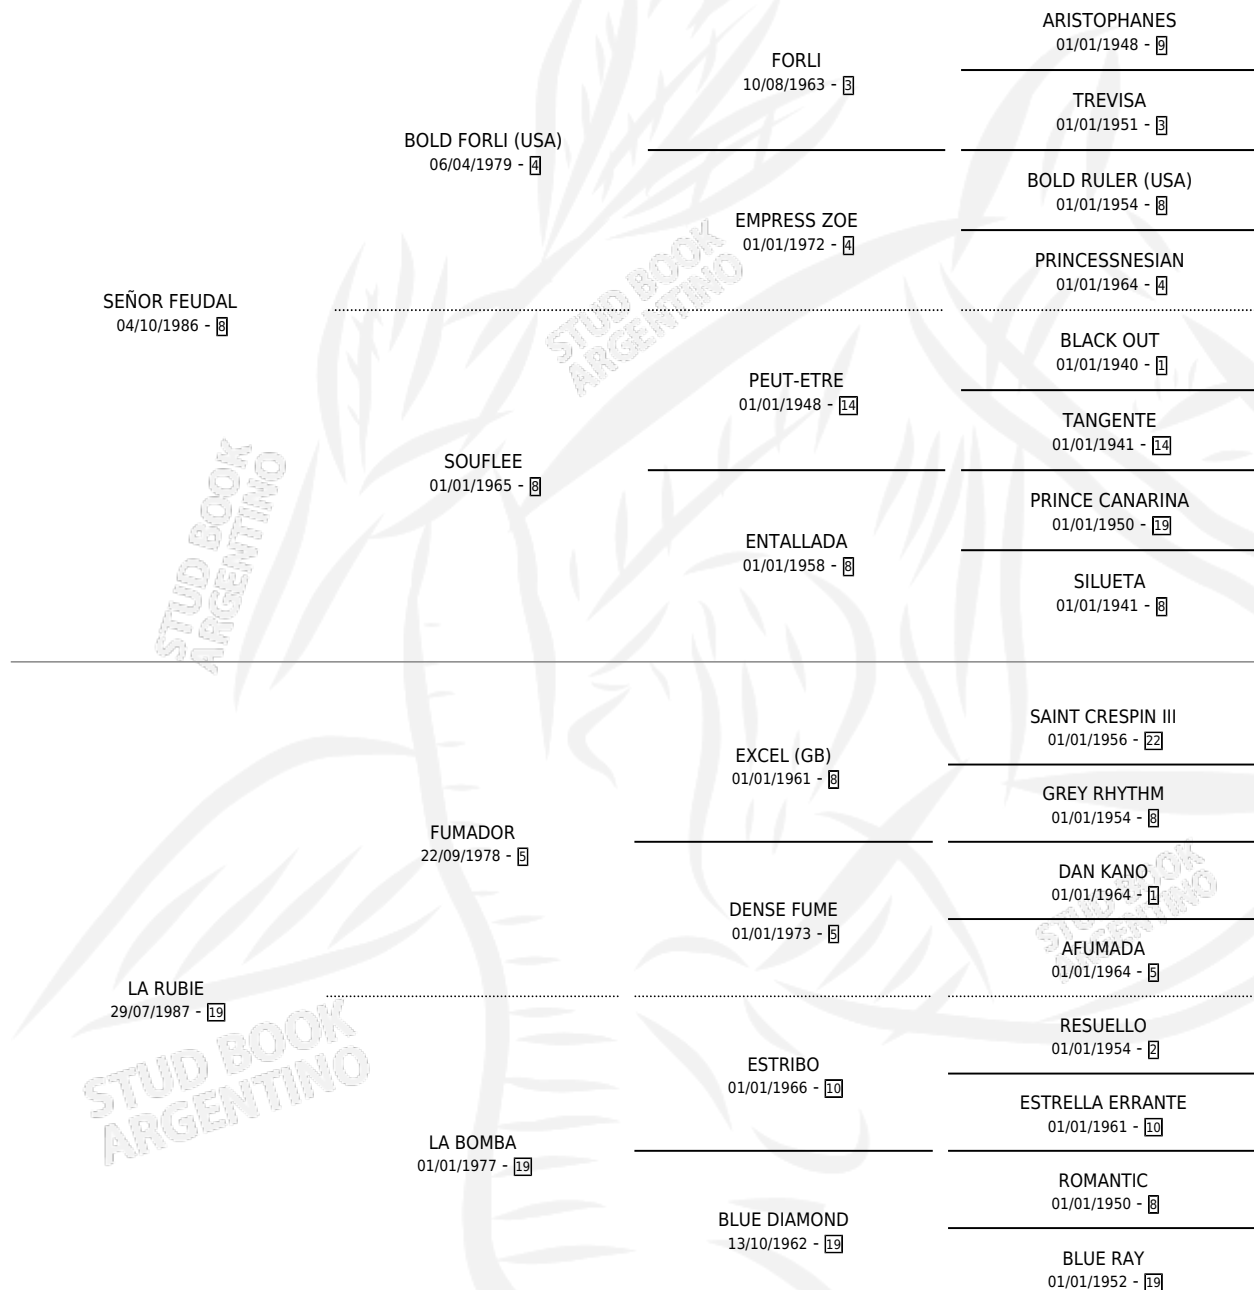 SEÑOR FEUDAL
04/10/1986 - 8
BOLD FORLI (USA)
06/04/1979 - 4
FORLI
10/08/1963 - 3
ARISTOPHANES
01/01/1948 - 9
TREVISA
01/01/1951 - 3
EMPRESS ZOE
01/01/1972 - 4
BOLD RULER (USA)
01/01/1954 - 8
PRINCESSNESIAN
01/01/1964 - 4
SOUFLEE
01/01/1965 - 8
PEUT-ETRE
01/01/1948 - 14
BLACK OUT
01/01/1940 - 1
TANGENTE
01/01/1941 - 14
ENTALLADA
01/01/1958 - 8
PRINCE CANARINA
01/01/1950 - 19
SILUETA
01/01/1941 - 8
LA RUBIE
29/07/1987 - 19
FUMADOR
22/09/1978 - 5
EXCEL (GB)
01/01/1961 - 8
SAINT CRESPIN III
01/01/1956 - 22
GREY RHYTHM
01/01/1954 - 8
DENSE FUME
01/01/1973 - 5
DAN KANO
01/01/1964 - 1
AFUMADA
01/01/1964 - 5
LA BOMBA
01/01/1977 - 19
ESTRIBO
01/01/1966 - 10
RESUELLO
01/01/1954 - 2
ESTRELLA ERRANTE
01/01/1961 - 10
BLUE DIAMOND
13/10/1962 - 19
ROMANTIC
01/01/1950 - 8
BLUE RAY
01/01/1952 - 19
STUD BOOK
ARGENTINO
STUD BOOK
ARGENTINO
STUD BOOK
ARGENTINO
STUD BOOK
ARGENTINO